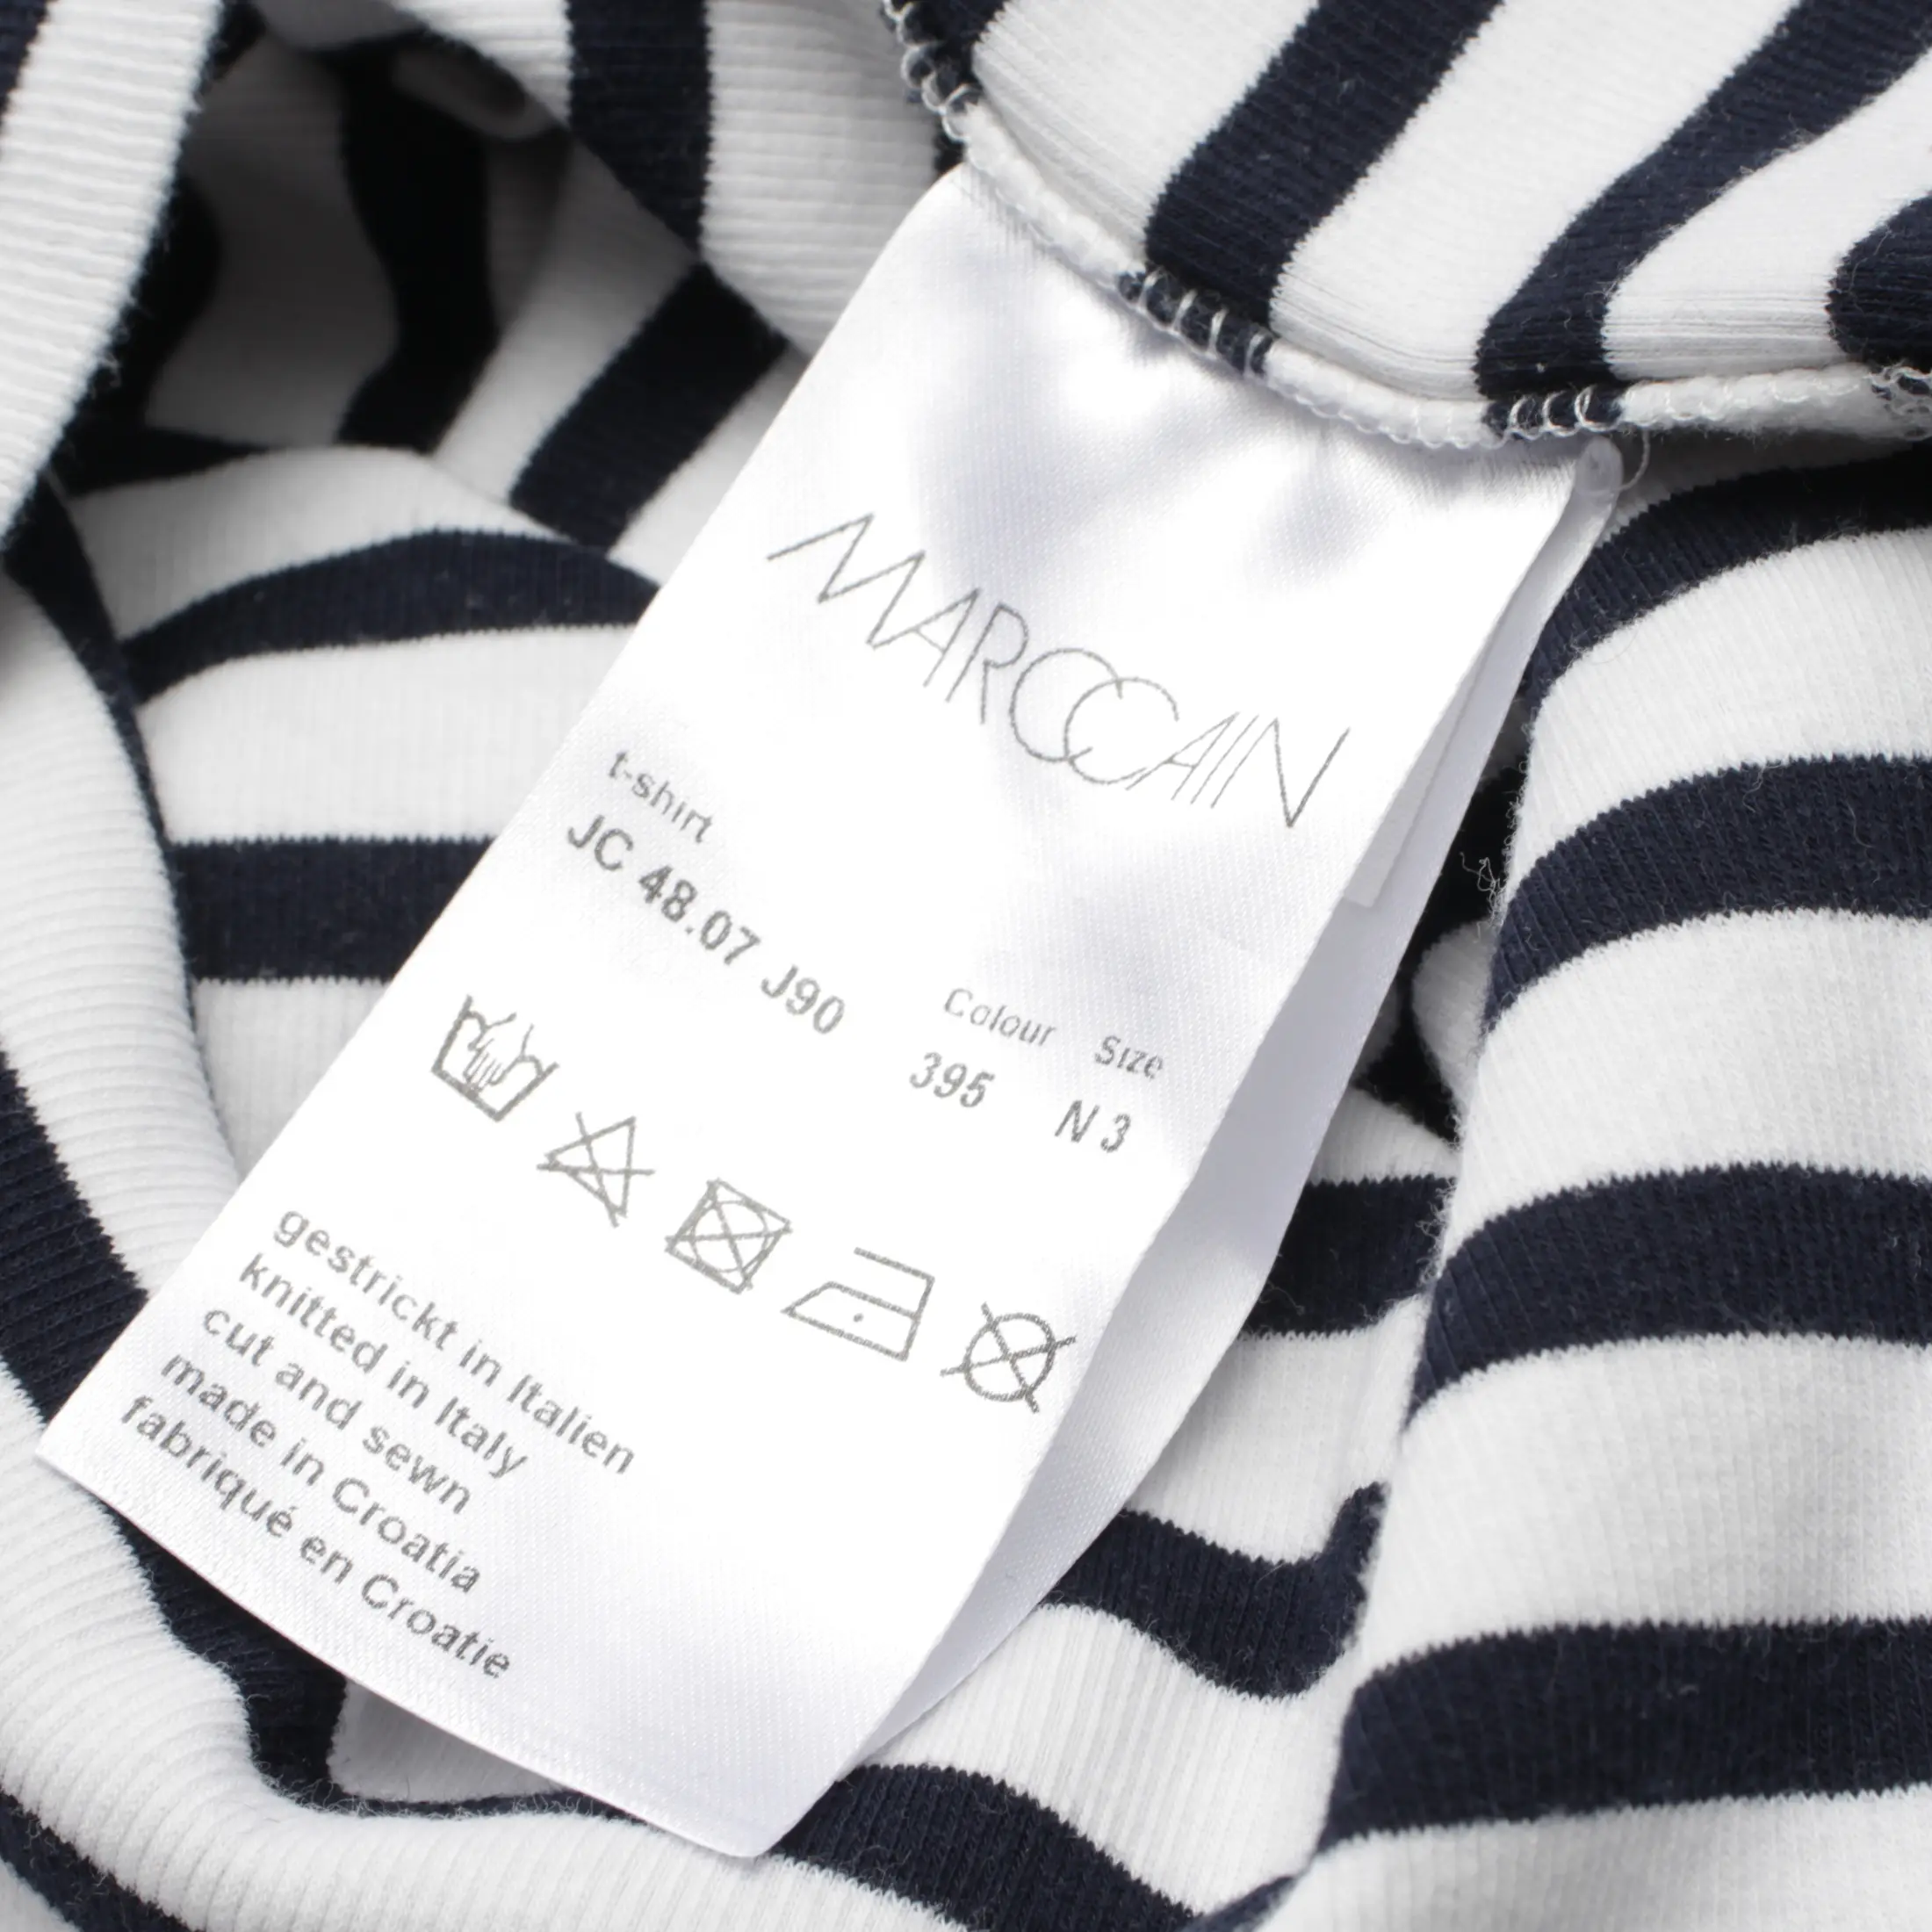 MARCCAIN
t-shirt
JC 48.07 J90
Colour Size
395 N 3
gestrickt in Italien
knitted in Italy
cut and sewn
made in Croatia
fabriqué en Croatie